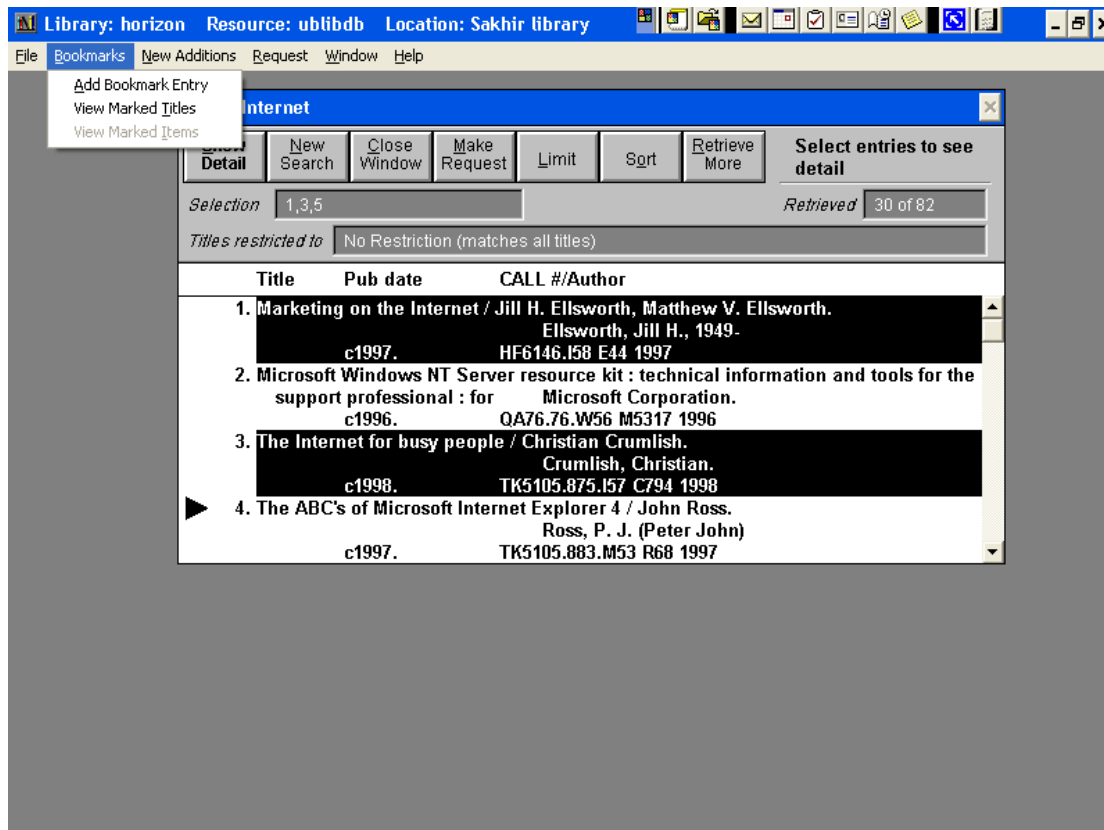 Library: horizon Resource: ublibdb Location: Sakhir library
File Bookmarks New Additions Request Window Help
Add Bookmark Entry
View Marked Titles
View Marked Items
Internet
Detail
New Search
Close Window
Make Request
Limit
Sort
Retrieve More
Select entries to see
detail
Selection 1,3,5 Retrieved 30 of 82
Titles restricted to No Restriction (matches all titles)
Title Pub date CALL #/Author
1. Marketing on the Internet / Jill H. Ellsworth, Matthew V. Ellsworth.
Ellsworth, Jill H., 1949-
c1997. HF6146.I58 E44 1997
2. Microsoft Windows NT Server resource kit : technical information and tools for the
support professional : for Microsoft Corporation.
c1996. QA76.76.W56 M5317 1996
3. The Internet for busy people / Christian Crumlish.
Crumlish, Christian.
c1998. TK5105.875.I57 C794 1998
4. The ABC's of Microsoft Internet Explorer 4 / John Ross.
Ross, P. J. (Peter John)
c1997. TK5105.883.M53 R68 1997